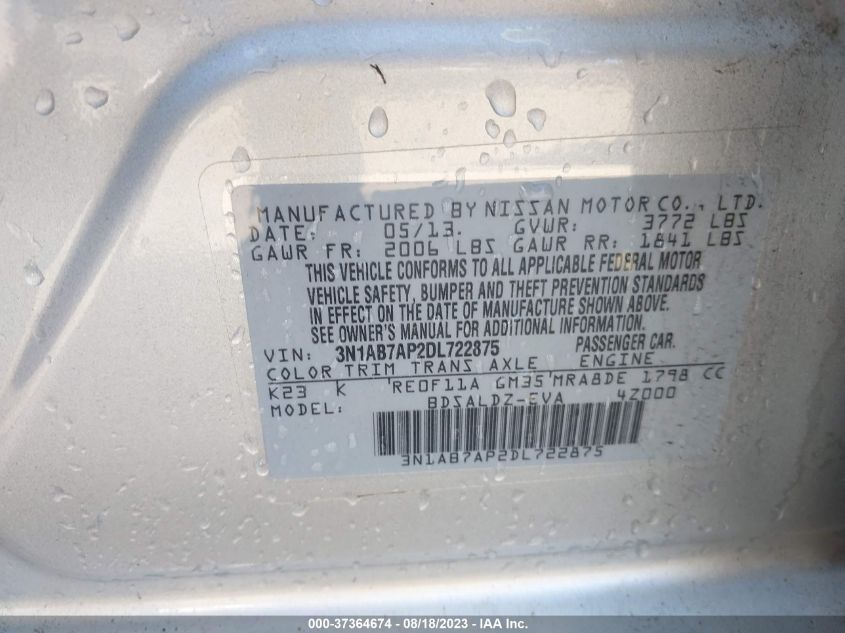 MANUFACTURED BY NISSAN MOTOR CO., LTD.
DATE: 05/13. GVWR: 3772 LBS
GAWR FR: 2006 LBS GAWR RR: 1841 LBS
THIS VEHICLE CONFORMS TO ALL APPLICABLE FEDERAL MOTOR
VEHICLE SAFETY, BUMPER AND THEFT PREVENTION STANDARDS
IN EFFECT ON THE DATE OF MANUFACTURE SHOWN ABOVE.
SEE OWNER'S MANUAL FOR ADDITIONAL INFORMATION.
VIN: 3N1AB7AP2DL722875 PASSENGER CAR.
COLOR TRIM TRANS AXLE ENGINE
K23 K RE0F11A GM35 MRA8DE 1798 CC
MODEL: BDSALDZ-EVA 4Z000
3N1AB7AP2DL722875
000-37364674 - 08/18/2023 - IAA Inc.